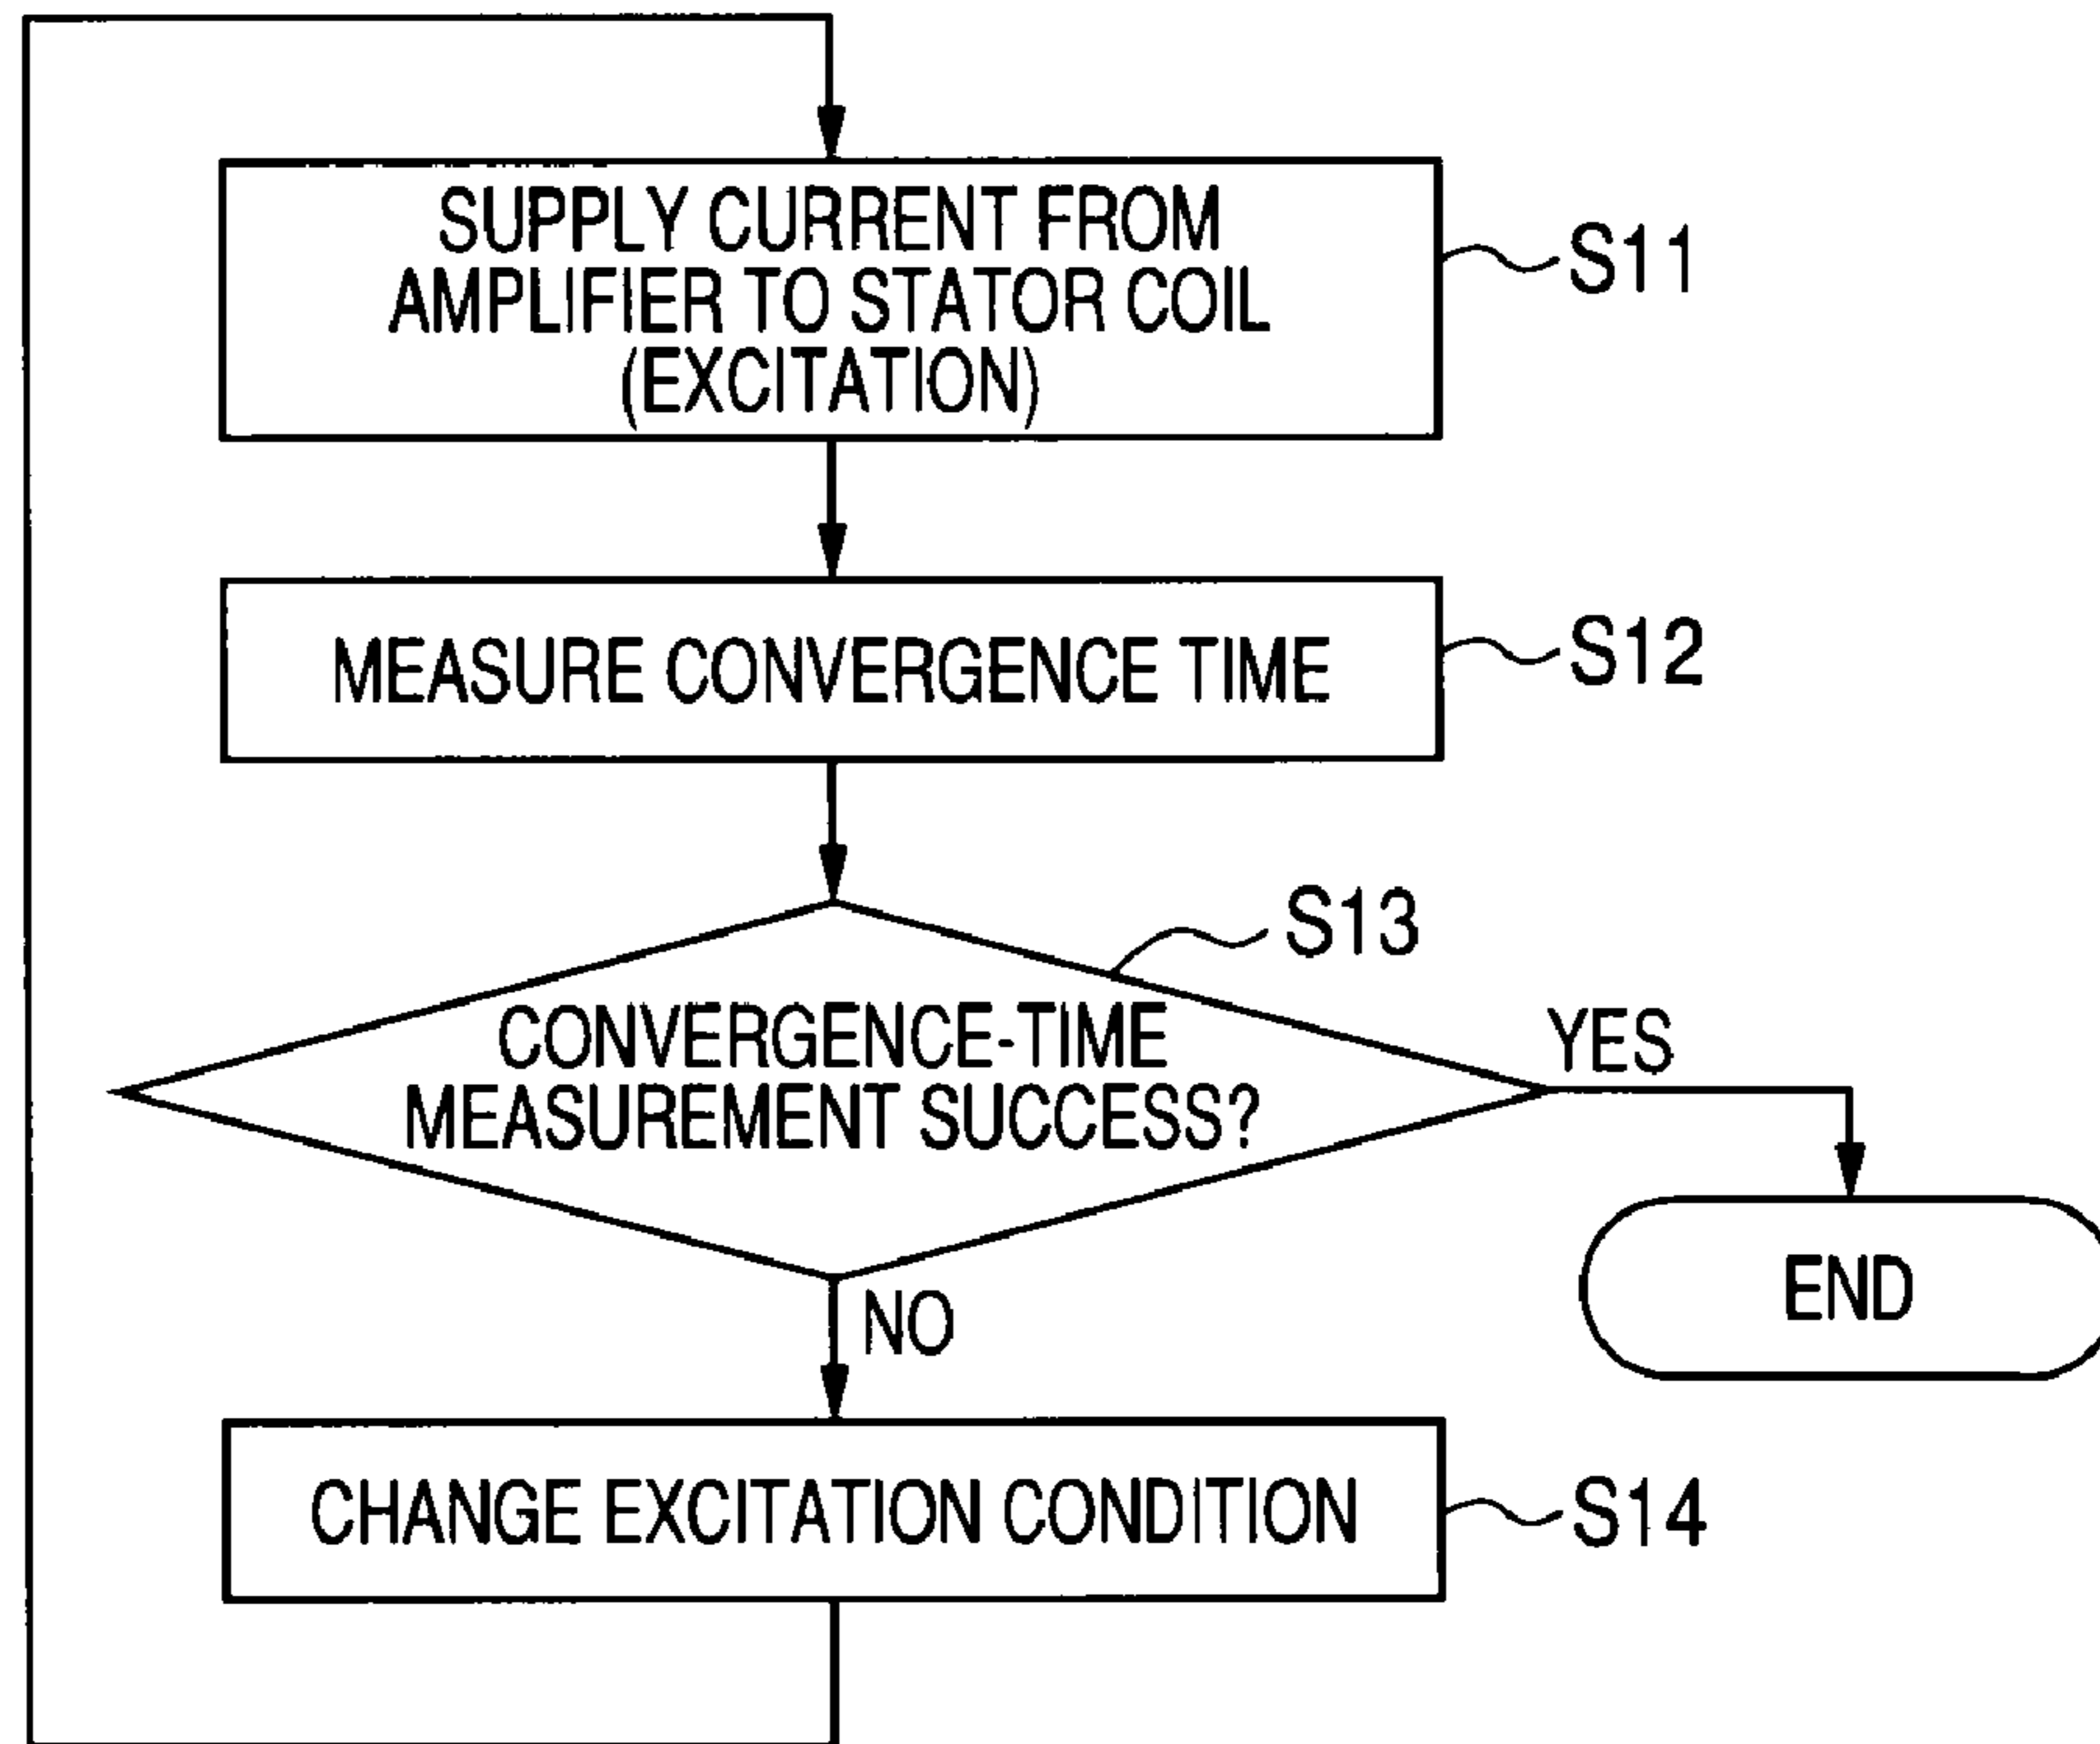 SUPPLY CURRENT FROM
AMPLIFIER TO STATOR COIL
(EXCITATION)
S11
MEASURE CONVERGENCE TIME
S12
S13
CONVERGENCE-TIME
MEASUREMENT SUCCESS?
YES
END
NO
CHANGE EXCITATION CONDITION
S14